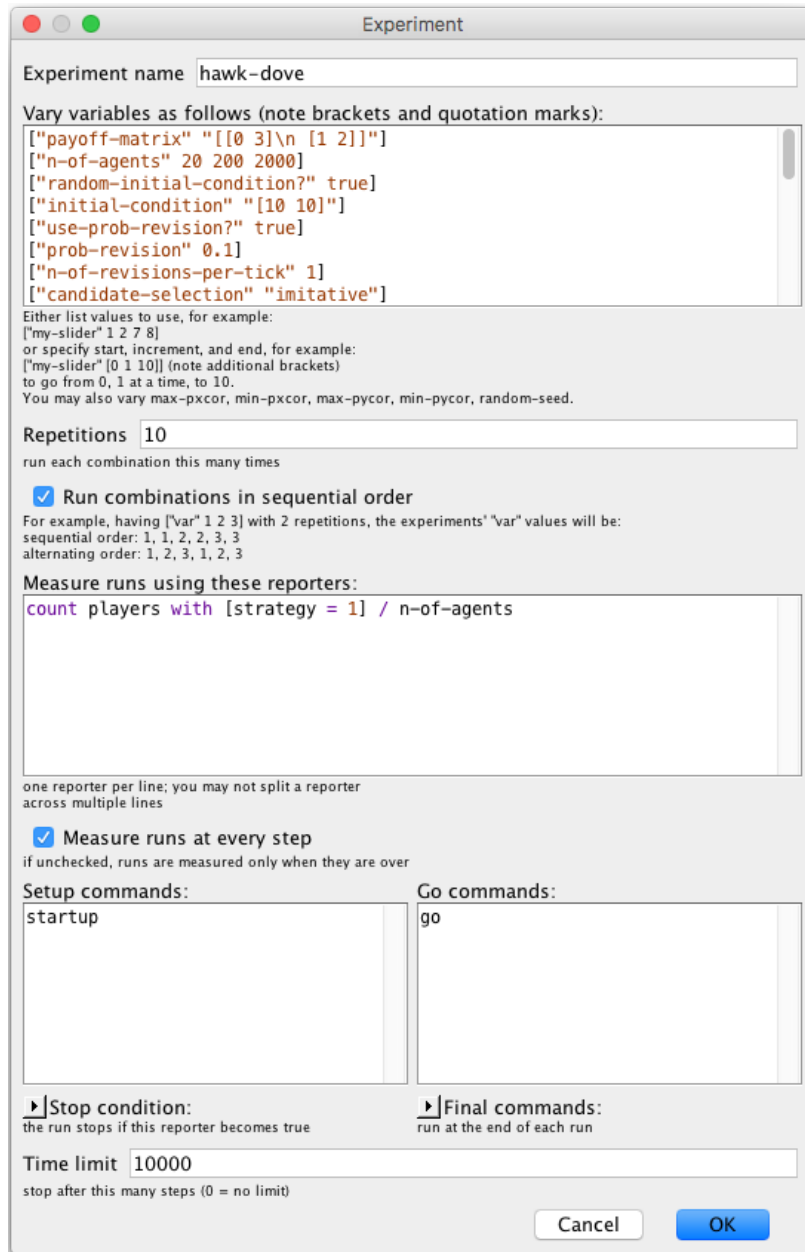 Experiment
Experiment name hawk-dove
Vary variables as follows (note brackets and quotation marks):
["payoff-matrix" "[[0 3]\n [1 2]]"]
["n-of-agents" 20 200 2000]
["random-initial-condition?" true]
["initial-condition" "[10 10]"]
["use-prob-revision?" true]
["prob-revision" 0.1]
["n-of-revisions-per-tick" 1]
["candidate-selection" "imitative"]
Either list values to use, for example:
["my-slider" 1 2 7 8]
or specify start, increment, and end, for example:
["my-slider" [0 1 10]] (note additional brackets)
to go from 0, 1 at a time, to 10.
You may also vary max-pxcor, min-pxcor, max-pycor, min-pycor, random-seed.
Repetitions 10
run each combination this many times
Run combinations in sequential order
For example, having ["var" 1 2 3] with 2 repetitions, the experiments' "var" values will be:
sequential order: 1, 1, 2, 2, 3, 3
alternating order: 1, 2, 3, 1, 2, 3
Measure runs using these reporters:
count players with [strategy = 1] / n-of-agents
one reporter per line; you may not split a reporter
across multiple lines
Measure runs at every step
if unchecked, runs are measured only when they are over
Setup commands: Go commands:
startup go
Stop condition: Final commands:
the run stops if this reporter becomes true run at the end of each run
Time limit 10000
stop after this many steps (0 = no limit)
Cancel OK